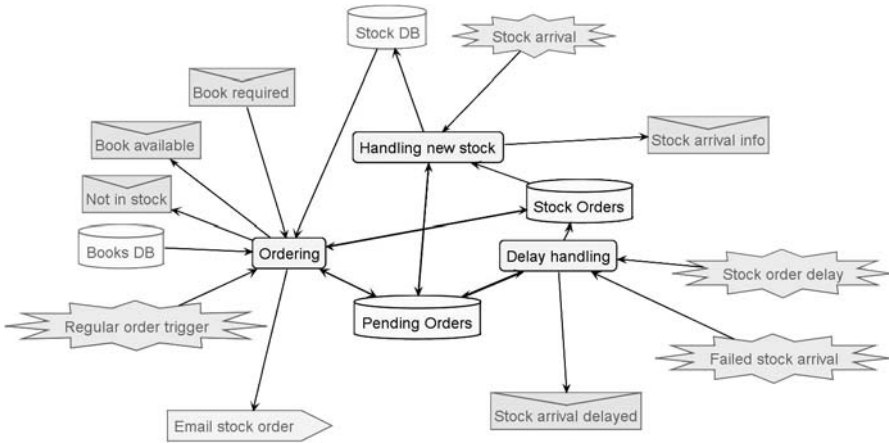 Stock DB
Stock arrival
Book required
Book available
Handling new stock
Stock arrival info
Not in stock
Stock Orders
Books DB
Ordering
Delay handling
Stock order delay
Regular order trigger
Pending Orders
Failed stock arrival
Email stock order
Stock arrival delayed